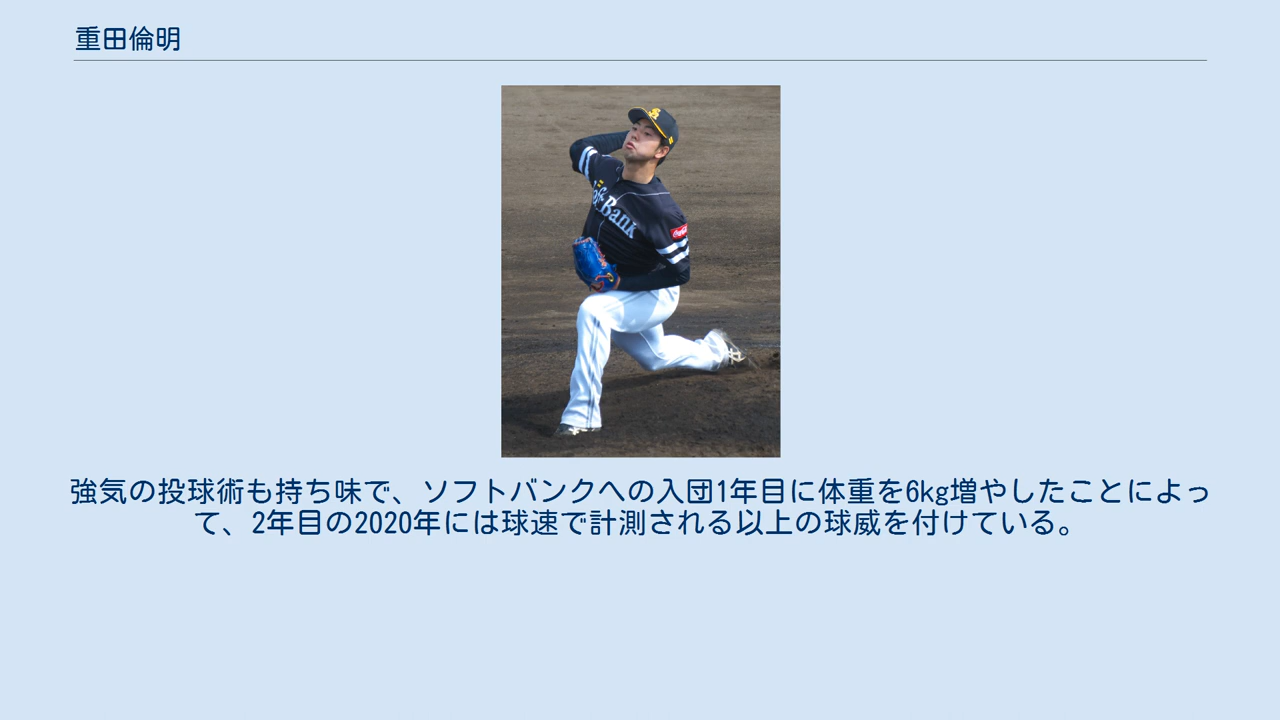 重田倫明
SoftBank
強気の投球術も持ち味で、ソフトバンクへの入団1年目に体重を6kg増やしたことによっ
て、2年目の2020年には球速で計測される以上の球威を付けている。